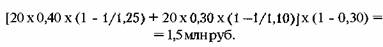 [20 x 0,40 x (1 - 1/1,25) + 20 x 0,30 x (1 – 1/1,10)] x (1 - 0,30) =
= 1,5 млн руб.